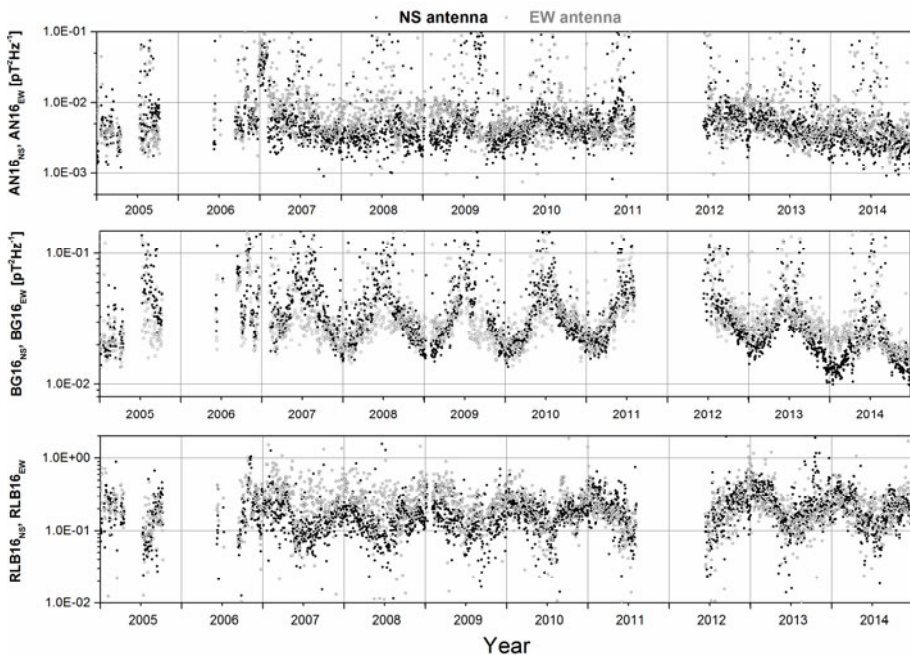 NS antenna EW antenna
AN16NS, AN16EW [pT²Hz⁻¹]
1.0E-01
1.0E-02
1.0E-03
2005 2006 2007 2008 2009 2010 2011 2012 2013 2014
BG16NS, BG16EW [pT²Hz⁻¹]
1.0E-01
1.0E-02
2005 2006 2007 2008 2009 2010 2011 2012 2013 2014
RLB16NS, RLB16EW
1.0E+00
1.0E-01
1.0E-02
2005 2006 2007 2008 2009 2010 2011 2012 2013 2014
Year